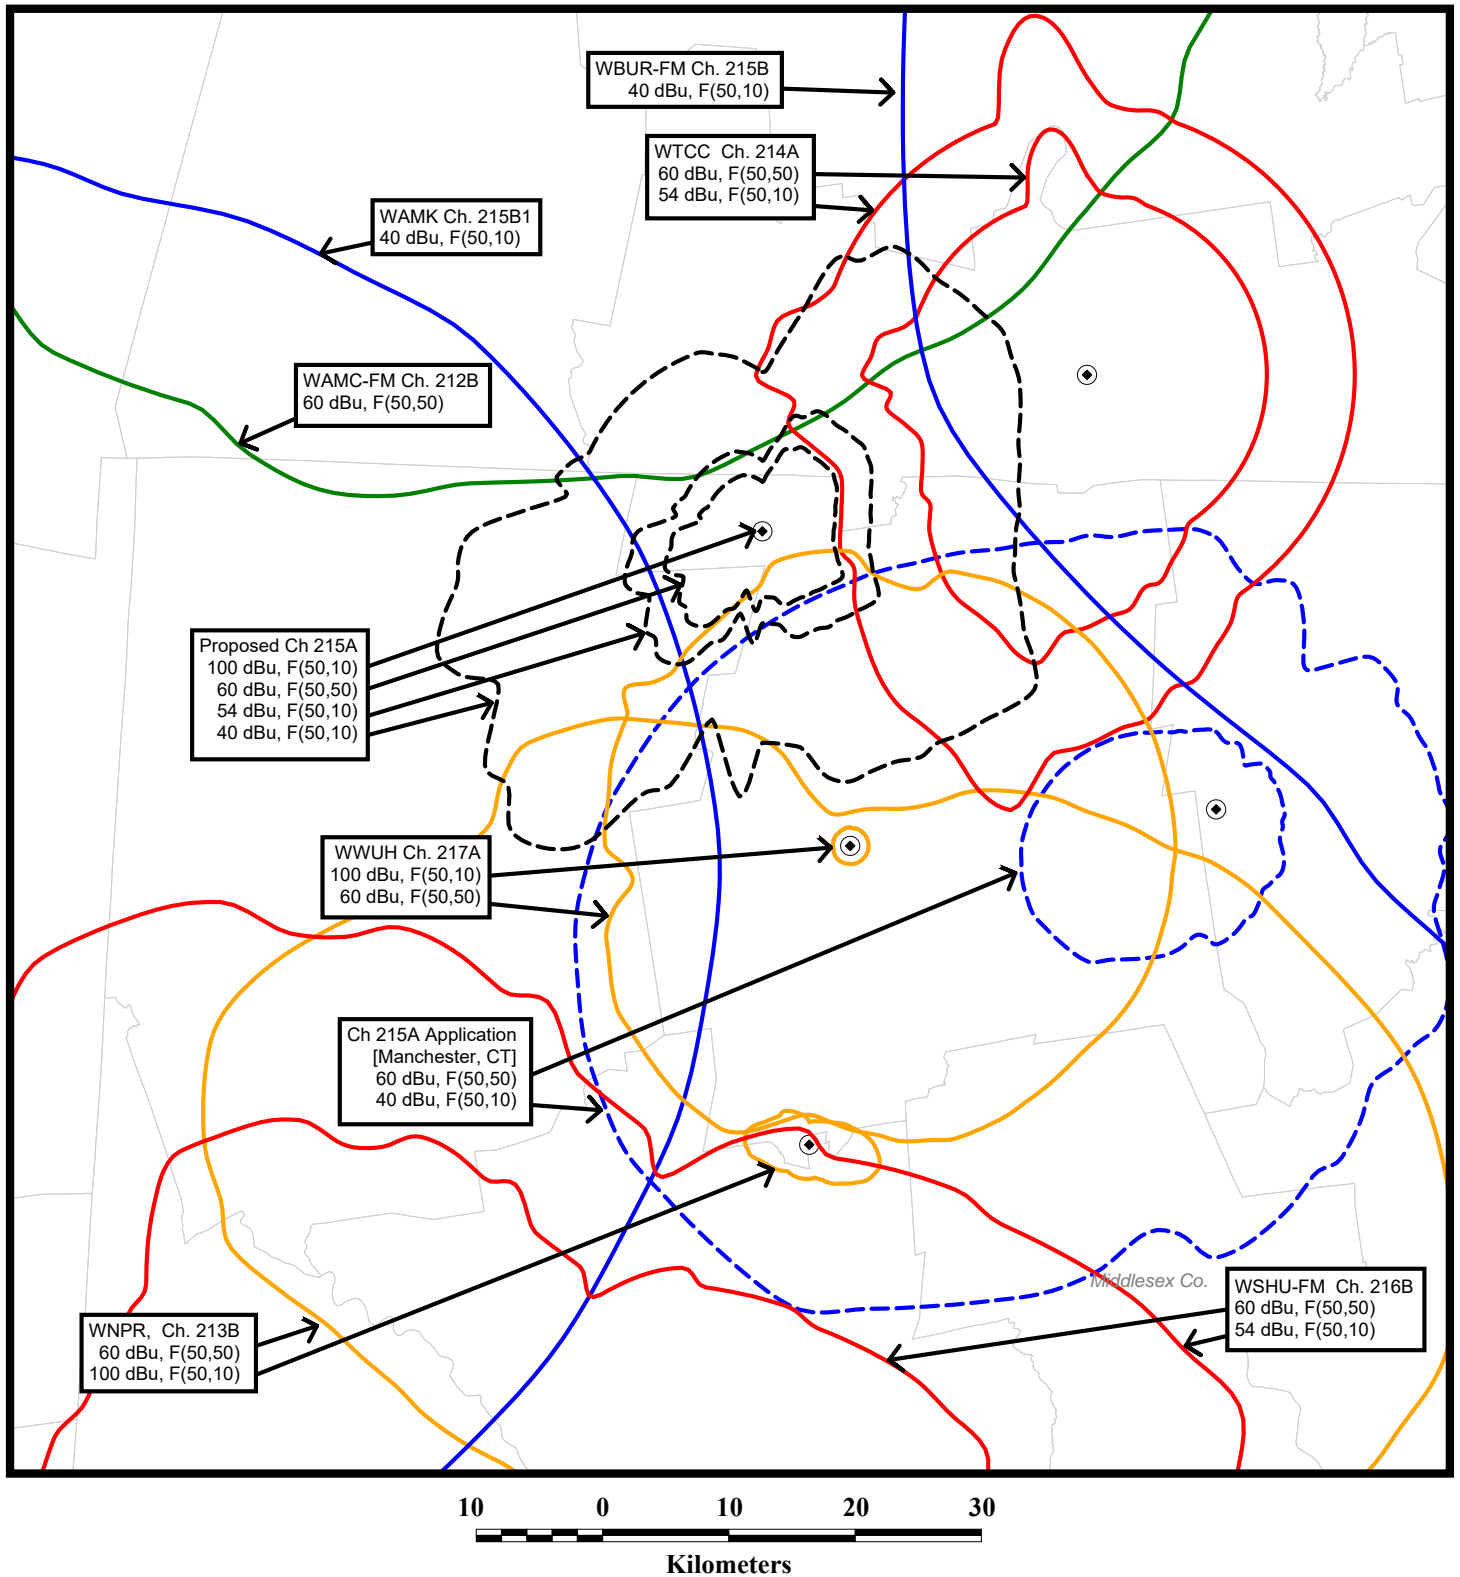 WBUR-FM Ch. 215B
40 dBu, F(50,10)
WTCC  Ch. 214A
60 dBu, F(50,50)
54 dBu, F(50,10)
WAMK Ch. 215B1
40 dBu, F(50,10)
WAMC-FM Ch. 212B
60 dBu, F(50,50)
Proposed Ch 215A
100 dBu, F(50,10)
60 dBu, F(50,50)
54 dBu, F(50,10)
40 dBu, F(50,10)
WWUH Ch. 217A
100 dBu, F(50,10)
60 dBu, F(50,50)
Ch 215A Application
[Manchester, CT]
60 dBu, F(50,50)
40 dBu, F(50,10)
Middlesex Co.
WSHU-FM  Ch. 216B
60 dBu, F(50,50)
54 dBu, F(50,10)
WNPR,  Ch. 213B
60 dBu, F(50,50)
100 dBu, F(50,10)
10 0 10 20 30
Kilometers